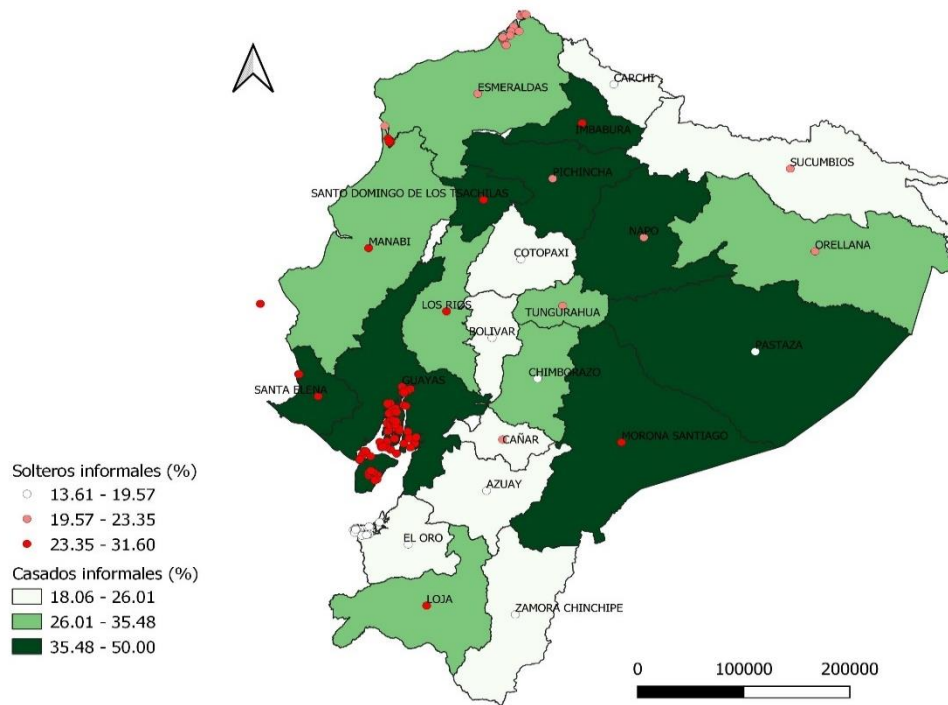 CARCHI
ESMERALDAS
IMBABURA
SUCUMBIOS
PICHINCHA
SANTO DOMINGO DE LOS TSACHILAS
NAPO
MANABI
ORELLANA
COTOPAXI
LOS RIOS
TUNGURAHUA
BOLIVAR
PASTAZA
CHIMBORAZO
GUAYAS
SANTA ELENA
CAÑAR
MORONA SANTIAGO
AZUAY
EL ORO
LOJA
ZAMORA CHINCHIPE
Solteros informales (%)
13.61 - 19.57
19.57 - 23.35
23.35 - 31.60
Casados informales (%)
18.06 - 26.01
26.01 - 35.48
35.48 - 50.00
0 100000 200000